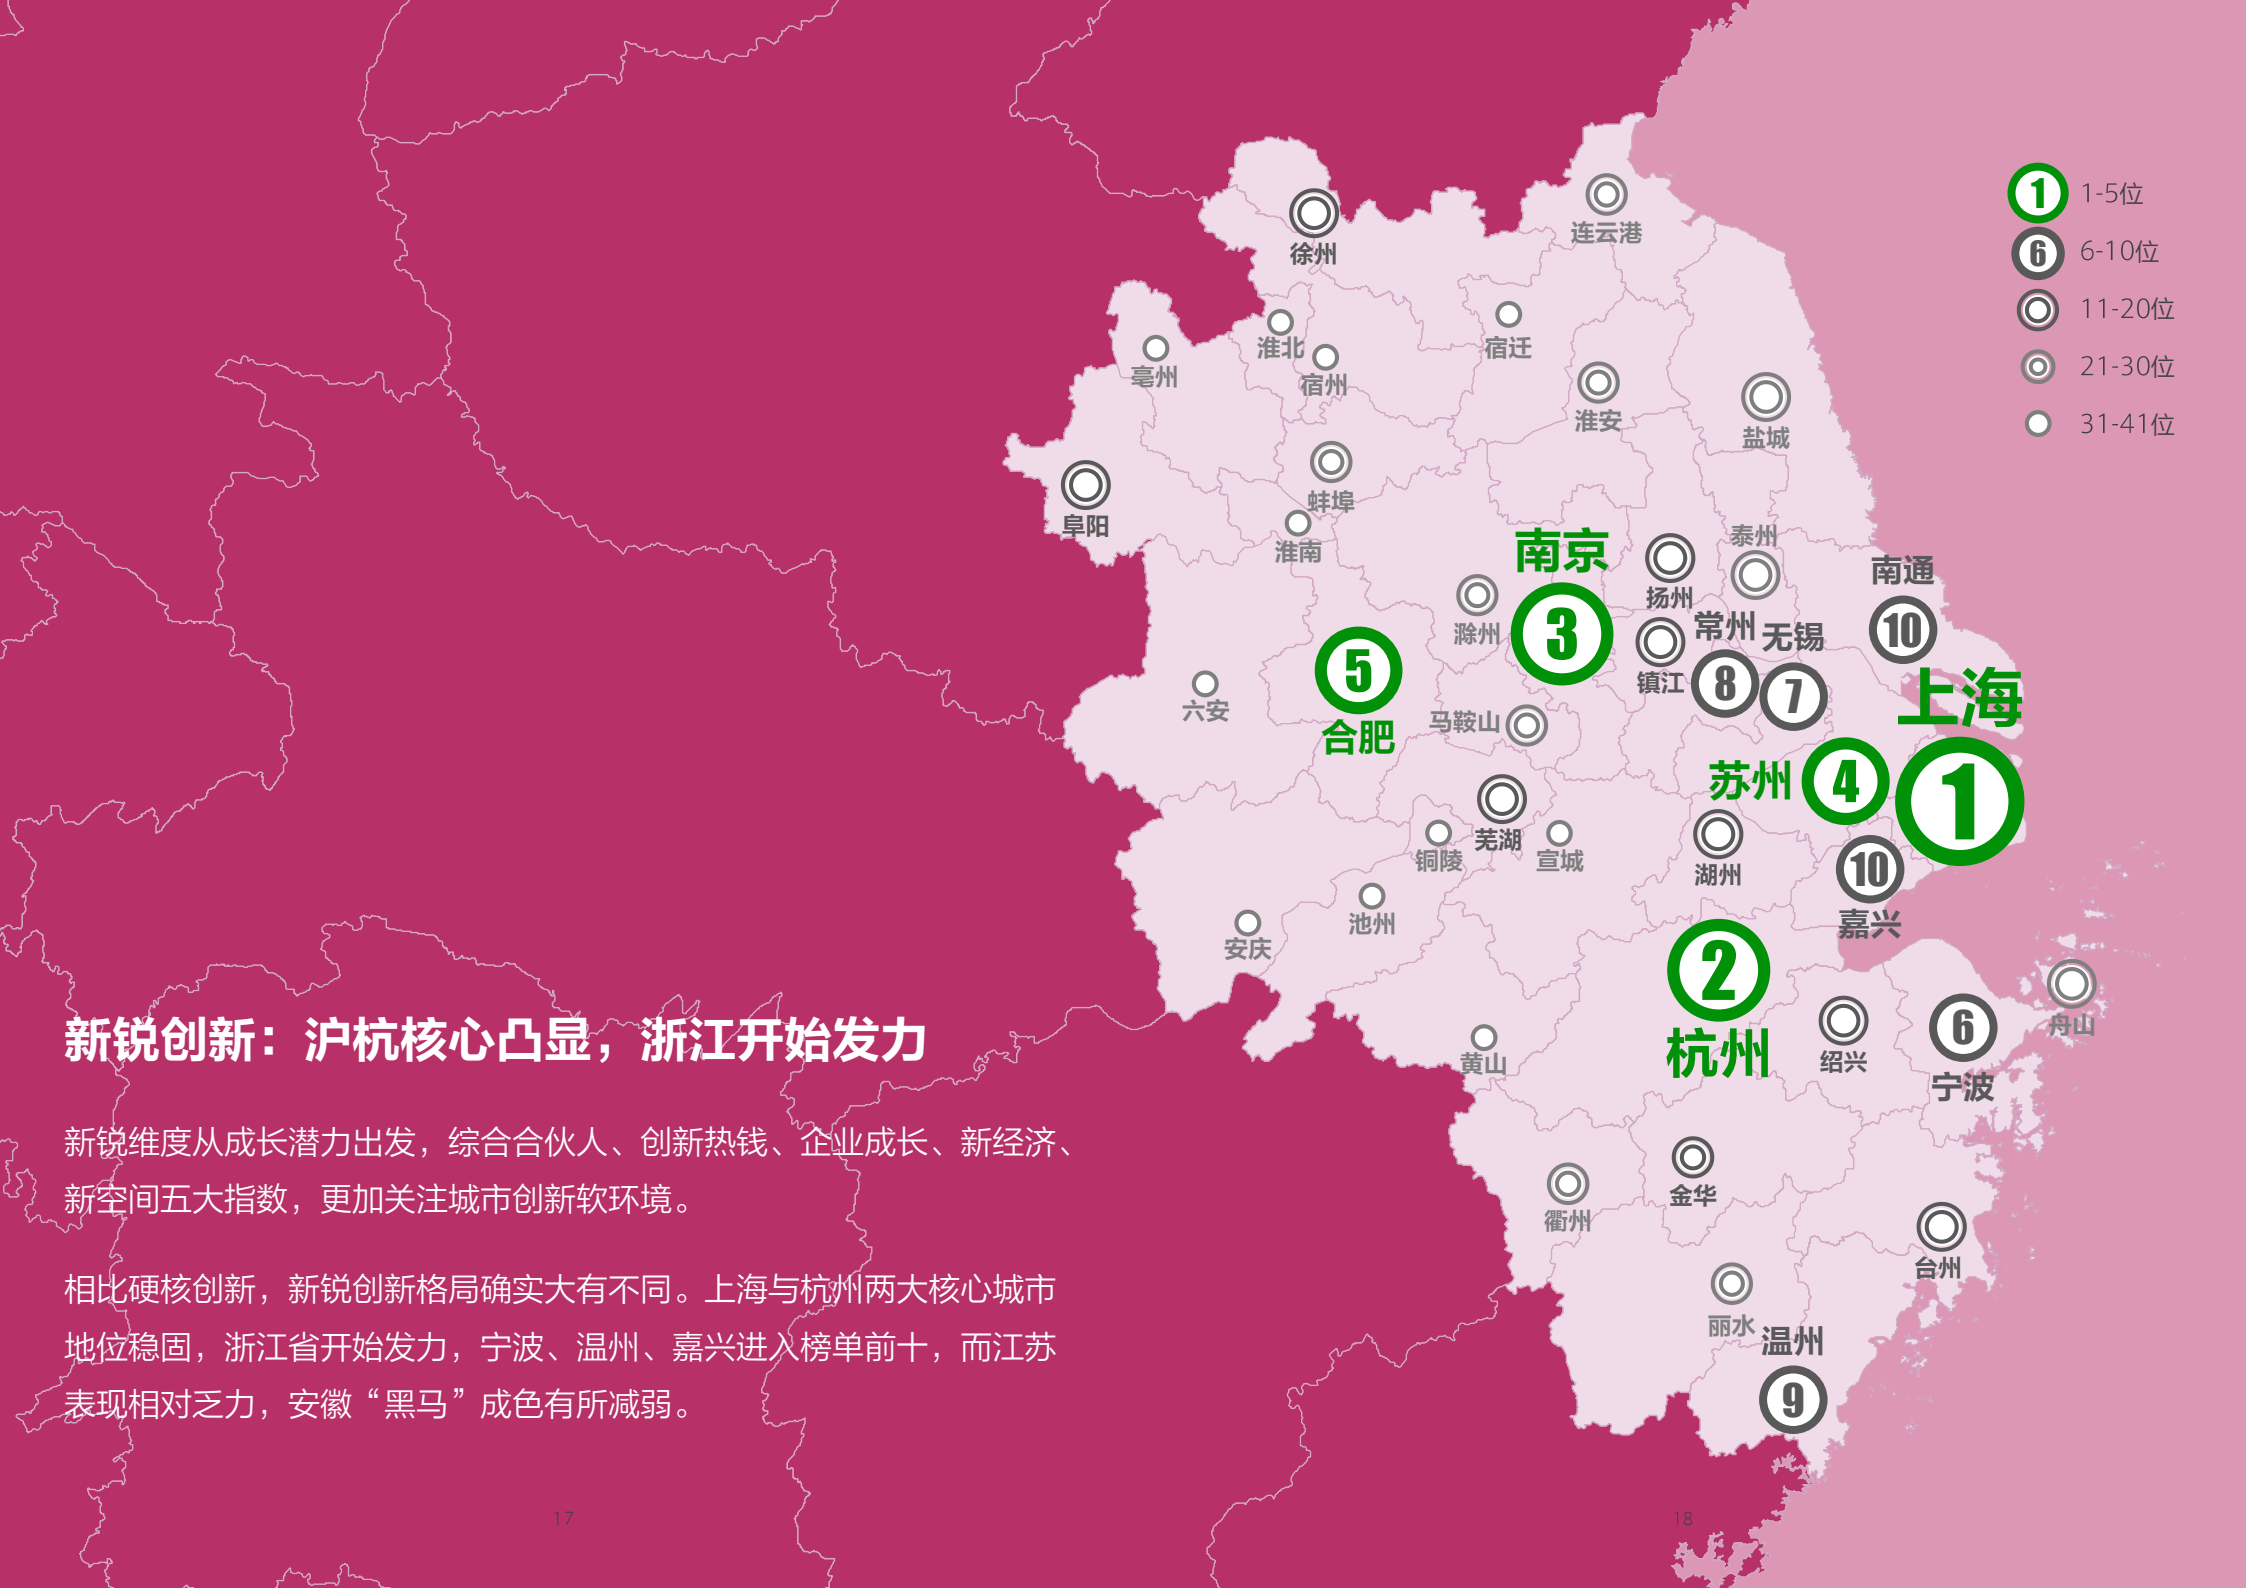 新锐创新：沪杭核心凸显，浙江开始发力
新锐维度从成长潜力出发，综合合伙人、创新热钱、企业成长、新经济、
新空间五大指数，更加关注城市创新软环境。
相比硬核创新，新锐创新格局确实大有不同。上海与杭州两大核心城市
地位稳固，浙江省开始发力，宁波、温州、嘉兴进入榜单前十，而江苏
表现相对乏力，安徽“黑马”成色有所减弱。
17
1 1-5位
6 6-10位
11-20位
21-30位
31-41位
连云港
徐州
淮北
宿迁
亳州
宿州
淮安
盐城
蚌埠
阜阳
淮南
南京
3
泰州
南通
10
扬州
滁州
常州
8
无锡
7
镇江
5
合肥
六安
马鞍山
上海
1
苏州
4
芜湖
铜陵
宣城
湖州
10
嘉兴
池州
安庆
2
杭州
黄山
绍兴
6
宁波
舟山
金华
衢州
台州
丽水
温州
9
18